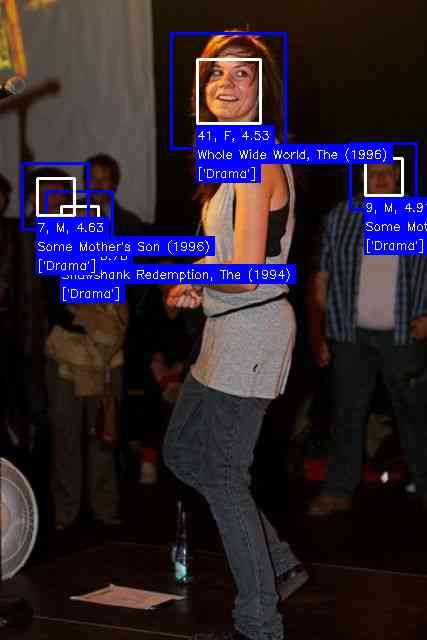 41, F, 4.53
Whole Wide World, The (1996)
['Drama']
9, M, 4.9
Some Mot
['Drama']
7, M, 4.63
Some Mother's Son (1996)
['Drama']
Shawshank Redemption, The (1994)
['Drama']